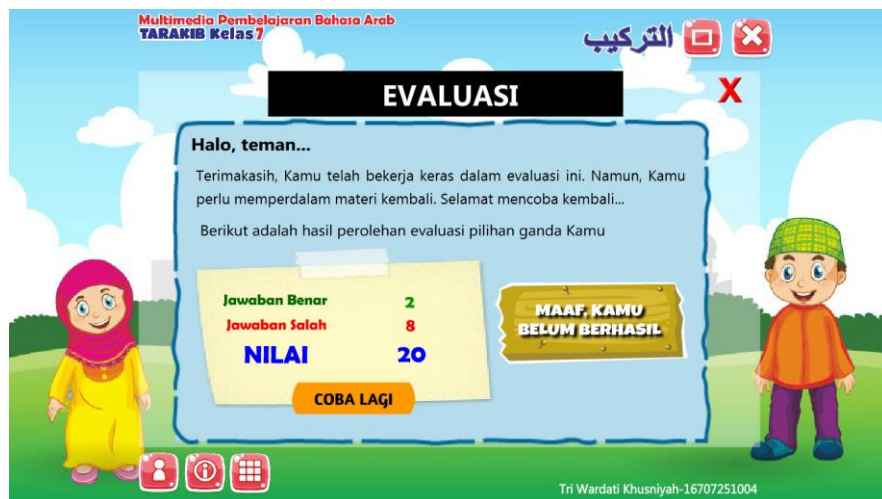 Multimedia Pembelajaran Bahasa Arab
TARAKIB Kelas 7
التركيب
X
EVALUASI
Halo, teman...
Terimakasih, Kamu telah bekerja keras dalam evaluasi ini. Namun, Kamu
perlu memperdalam materi kembali. Selamat mencoba kembali...
Berikut adalah hasil perolehan evaluasi pilihan ganda Kamu
Jawaban Benar 2
Jawaban Salah 8
NILAI 20
COBA LAGI
MAAF, KAMU
BELUM BERHASIL
Tri Wardati Khusniyah-16707251004